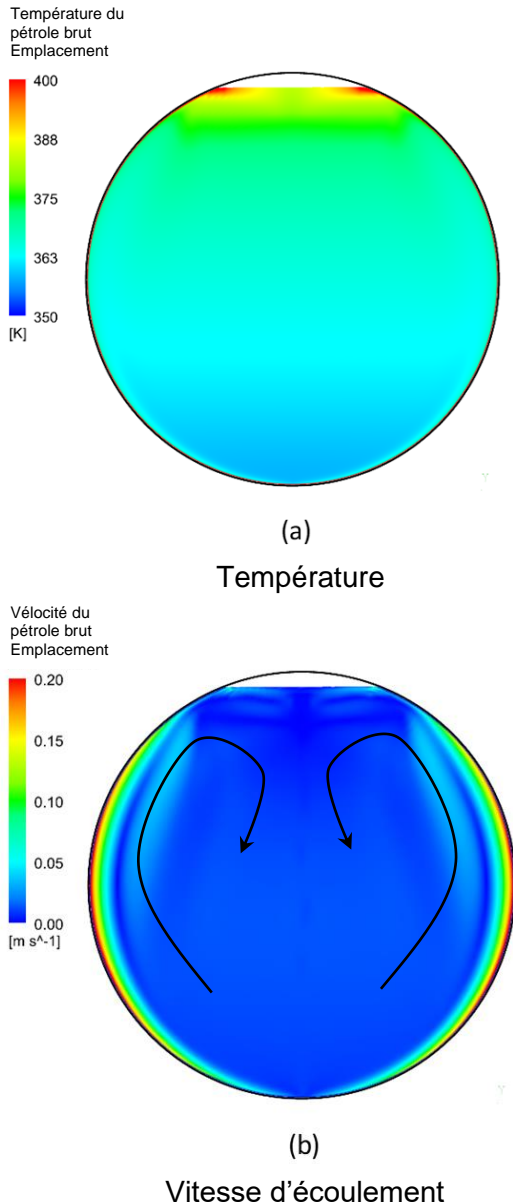 Température du
pétrole brut
Emplacement
400
388
375
363
350
[K]
(a)
Température
Vélocité du
pétrole brut
Emplacement
0.20
0.15
0.10
0.05
0.00
[m s^-1]
(b)
Vitesse d'écoulement